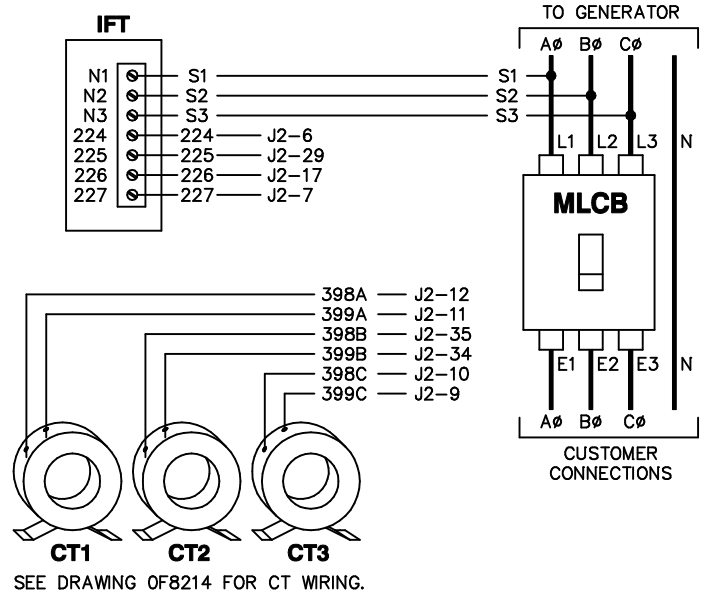 TO GENERATOR
IFT
AØ BØ CØ
N1 S1 S1
N2 S2 S2
N3 S3 S3
224 224 J2-6
225 225 J2-29
226 226 J2-17
227 227 J2-7
L1 L2 L3 N
MLCB
398A J2-12
399A J2-11
398B J2-35
399B J2-34
398C J2-10
399C J2-9
E1 E2 E3 N
AØ BØ CØ
CUSTOMER
CONNECTIONS
CT1 CT2 CT3
SEE DRAWING 0F8214 FOR CT WIRING.